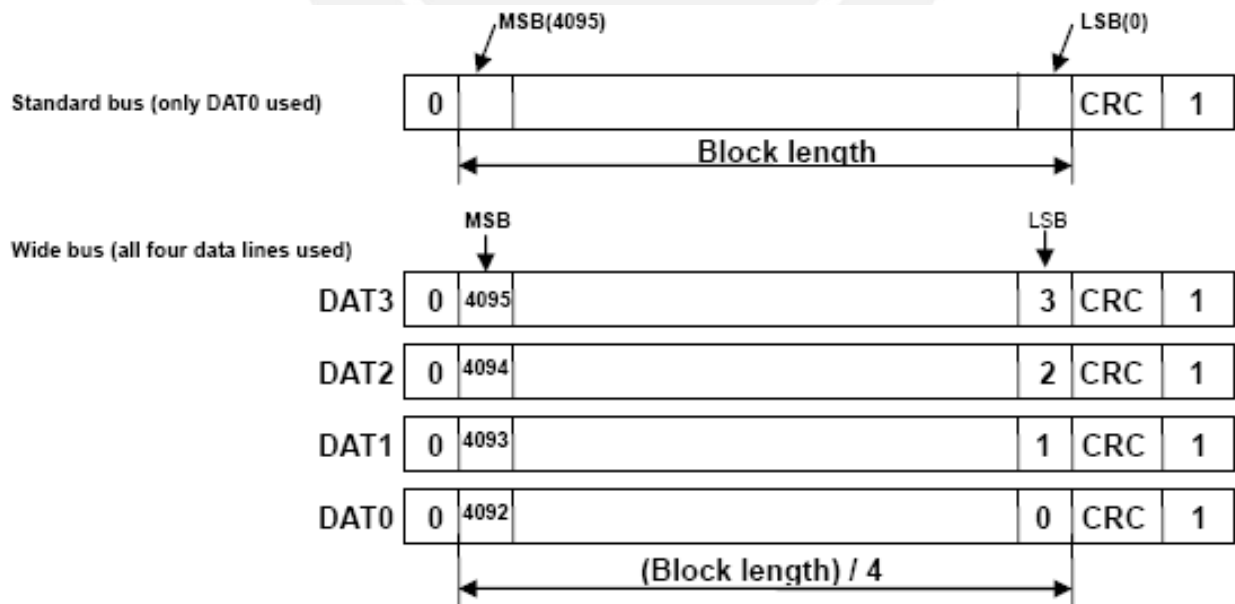 MSB(4095) LSB(0)
Standard bus (only DAT0 used) 0 CRC 1
Block length
MSB LSB
Wide bus (all four data lines used)
DAT3 0 4095 3 CRC 1
DAT2 0 4094 2 CRC 1
DAT1 0 4093 1 CRC 1
DAT0 0 4092 0 CRC 1
(Block length) / 4